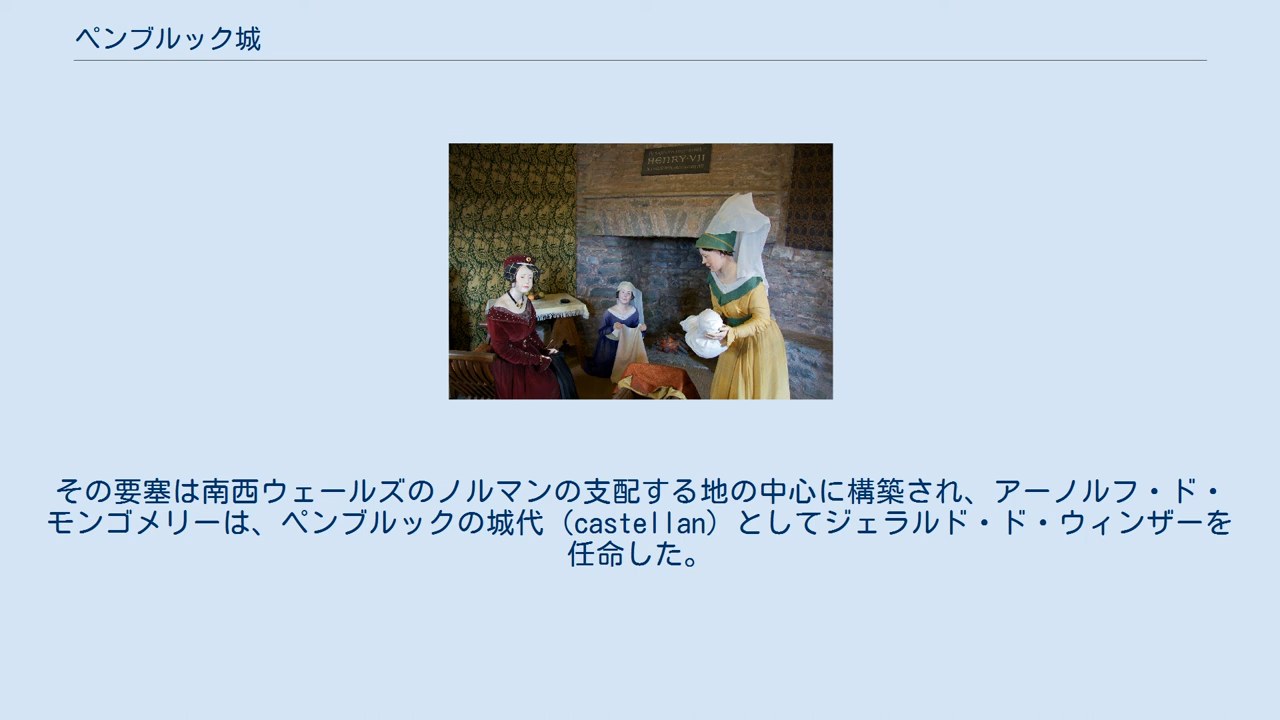 ペンブルック城
HENRY VII
その要塞は南西ウェールズのノルマンの支配する地の中心に構築され、アーノルフ・ド・
モンゴメリーは、ペンブルックの城代（castellan）としてジェラルド・ド・ウィンザーを
任命した。